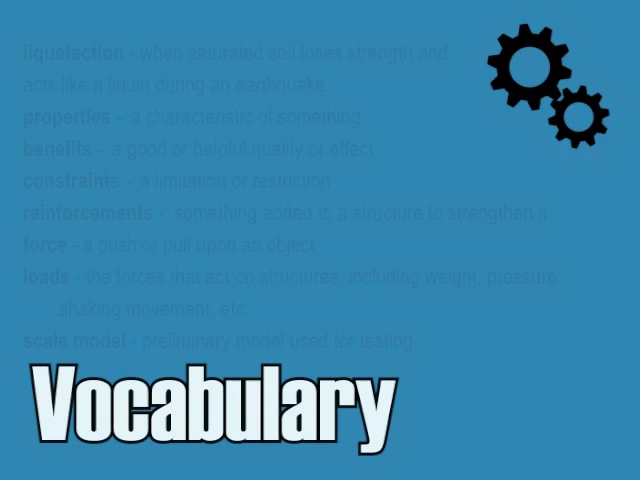 liquefaction - when saturated soil loses strength and
acts like a liquid during an earthquake
properties – a characteristic of something
benefits – a good or helpful quality or effect
constraints – a limitation or restriction
reinforcements - something added to a structure to strengthen it
force - a push or pull upon an object
loads - the forces that act on structures, including weight, pressure,
shaking movement, etc.
scale model - preliminary model used for testing
Vocabulary